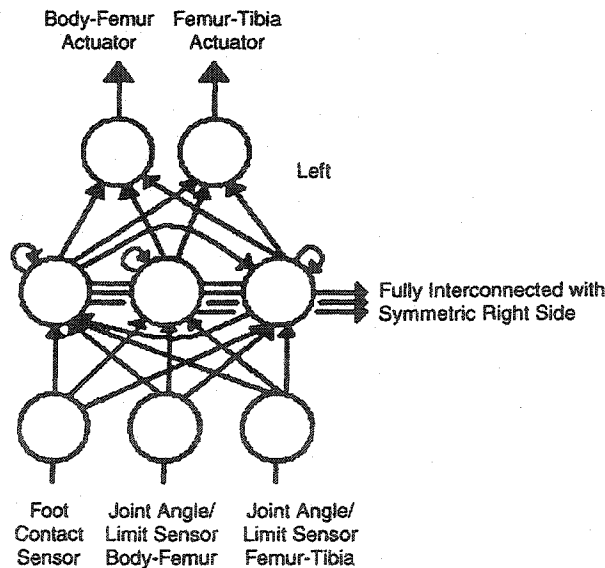 Body-Femur Femur-Tibia
Actuator Actuator
Left
Fully Interconnected with
Symmetric Right Side
Foot Joint Angle/ Joint Angle/
Contact Limit Sensor Limit Sensor
Sensor Body-Femur Femur-Tibia